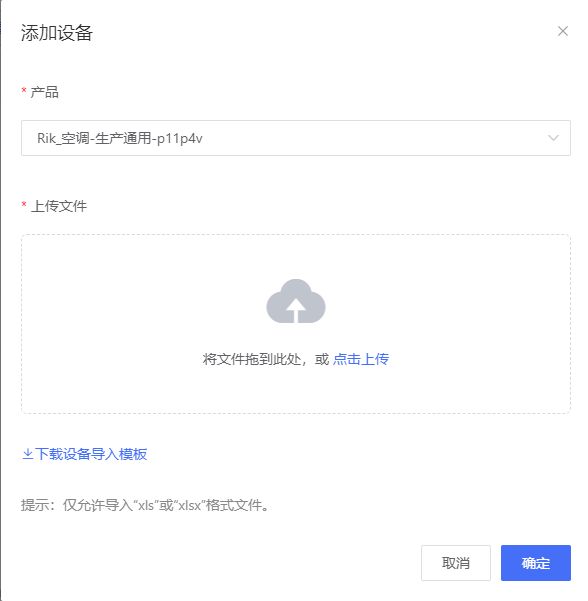 添加设备
* 产品
Rik_空调-生产通用-p11p4v
* 上传文件
将文件拖到此处，或 点击上传
下载设备导入模板
提示：仅允许导入“xls”或“xlsx”格式文件。
取消
确定